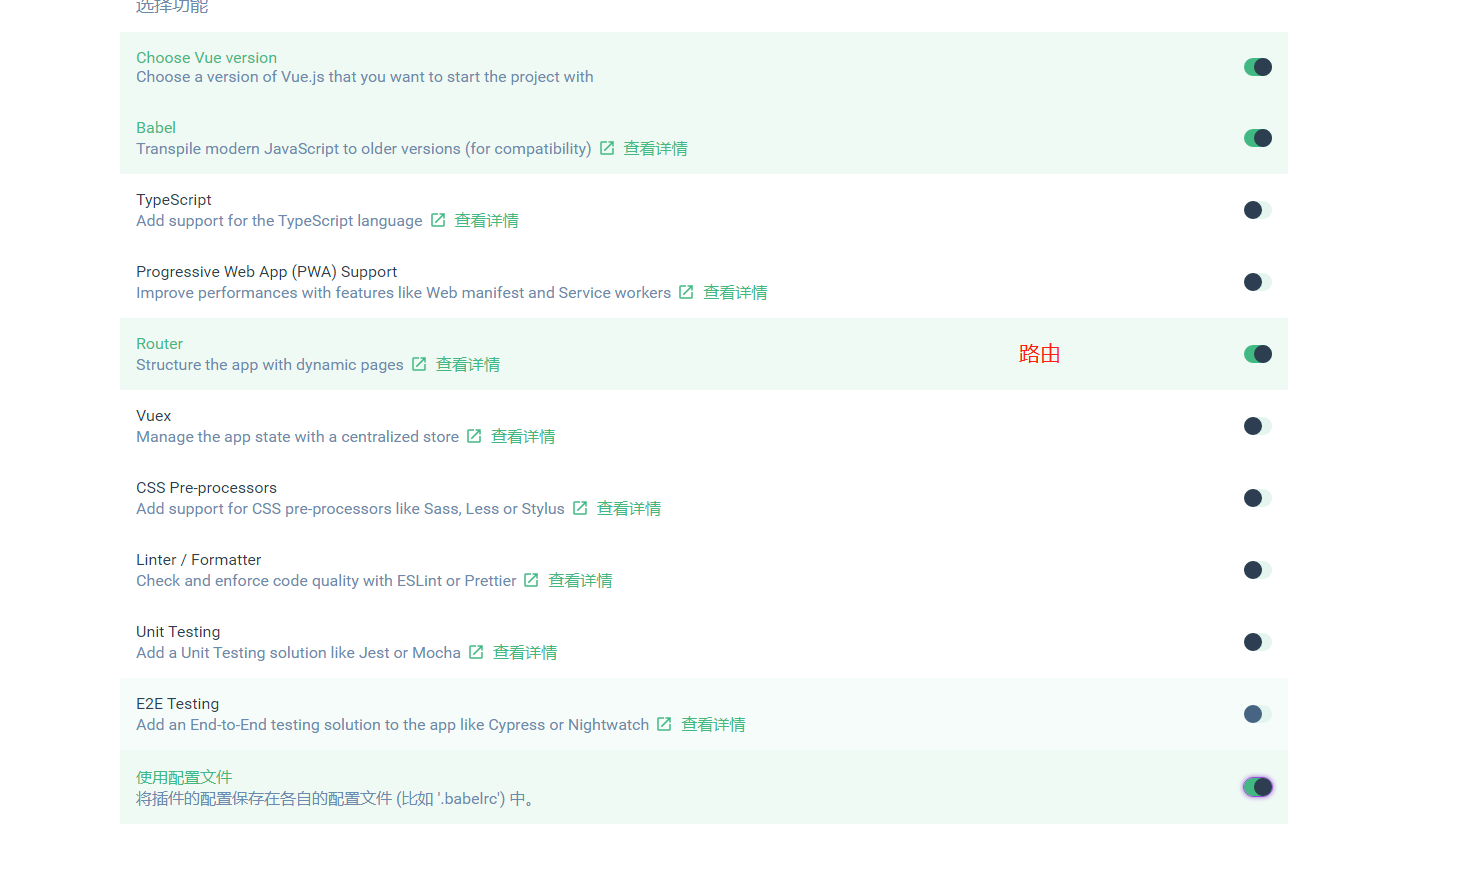 选择功能
Choose Vue version
Choose a version of Vue.js that you want to start the project with
Babel
Transpile modern JavaScript to older versions (for compatibility) 查看详情
TypeScript
Add support for the TypeScript language 查看详情
Progressive Web App (PWA) Support
Improve performances with features like Web manifest and Service workers 查看详情
Router
Structure the app with dynamic pages 查看详情
路由
Vuex
Manage the app state with a centralized store 查看详情
CSS Pre-processors
Add support for CSS pre-processors like Sass, Less or Stylus 查看详情
Linter / Formatter
Check and enforce code quality with ESLint or Prettier 查看详情
Unit Testing
Add a Unit Testing solution like Jest or Mocha 查看详情
E2E Testing
Add an End-to-End testing solution to the app like Cypress or Nightwatch 查看详情
使用配置文件
将插件的配置保存在各自的配置文件 (比如 '.babelrc') 中。